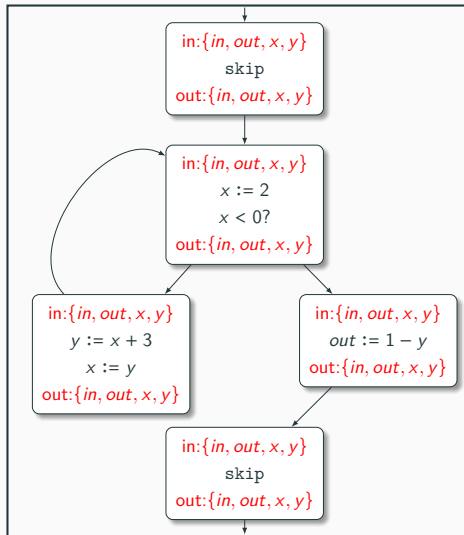 in:{in, out, x, y}
skip
out:{in, out, x, y}
in:{in, out, x, y}
x := 2
x < 0?
out:{in, out, x, y}
in:{in, out, x, y}
y := x + 3
x := y
out:{in, out, x, y}
in:{in, out, x, y}
out := 1 − y
out:{in, out, x, y}
in:{in, out, x, y}
skip
out:{in, out, x, y}